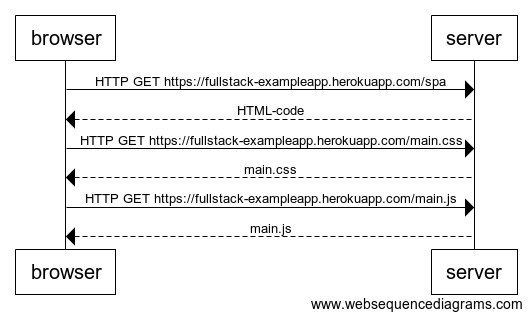 browser server
HTTP GET https://fullstack-exampleapp.herokuapp.com/spa
HTML-code
HTTP GET https://fullstack-exampleapp.herokuapp.com/main.css
main.css
HTTP GET https://fullstack-exampleapp.herokuapp.com/main.js
main.js
browser server
www.websequencediagrams.com